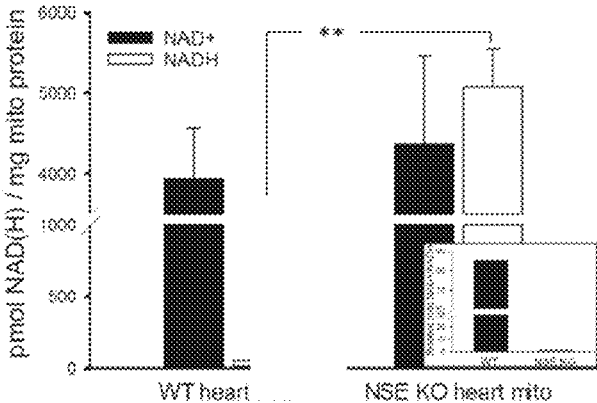 6000
NAD+
NADH
**
5000
4000
1000
500
0
pmol NAD(H) / mg mito protein
WT
WT heart
NSE KO heart mito